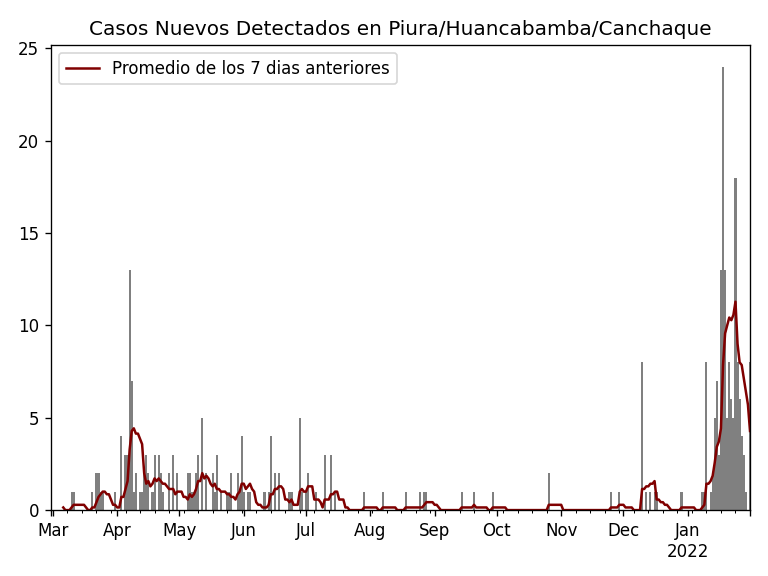 Casos Nuevos Detectados en Piura/Huancabamba/Canchaque
Promedio de los 7 dias anteriores
25
20
15
10
5
0
Mar Apr May Jun Jul Aug Sep Oct Nov Dec Jan
2022